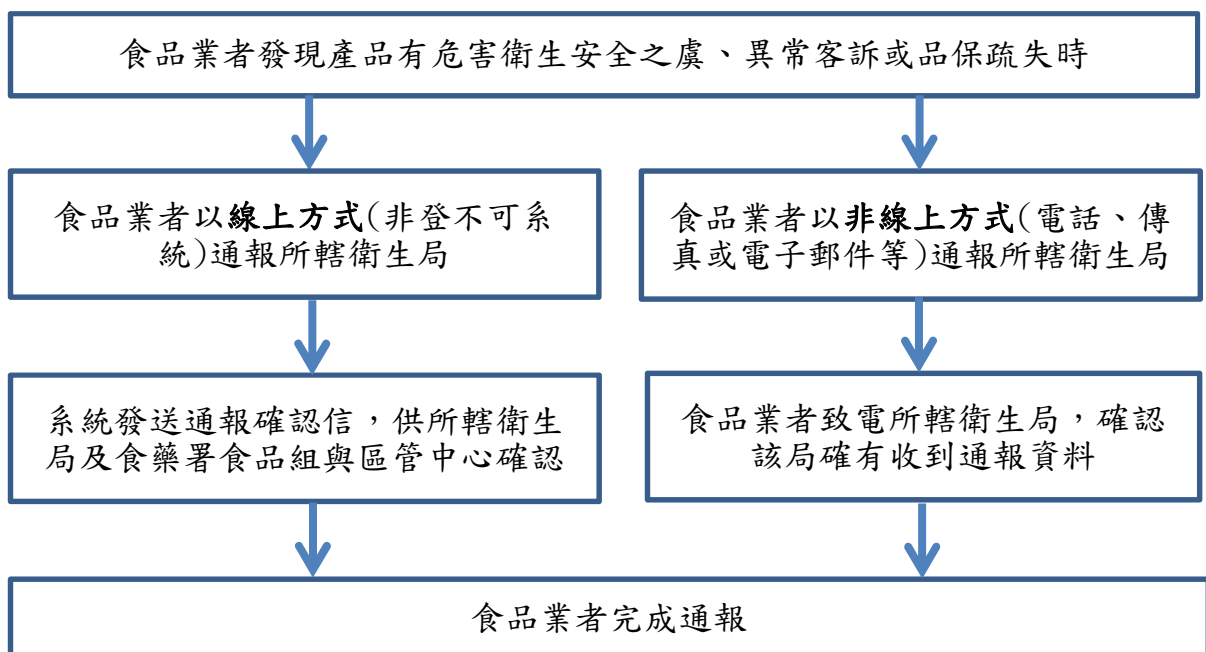 食品業者發現產品有危害衛生安全之虞、異常客訴或品保疏失時
食品業者以線上方式(非登不可系
統)通報所轄衛生局
食品業者以非線上方式(電話、傳
真或電子郵件等)通報所轄衛生局
系統發送通報確認信，供所轄衛生
局及食藥署食品組與區管中心確認
食品業者致電所轄衛生局，確認
該局確有收到通報資料
食品業者完成通報